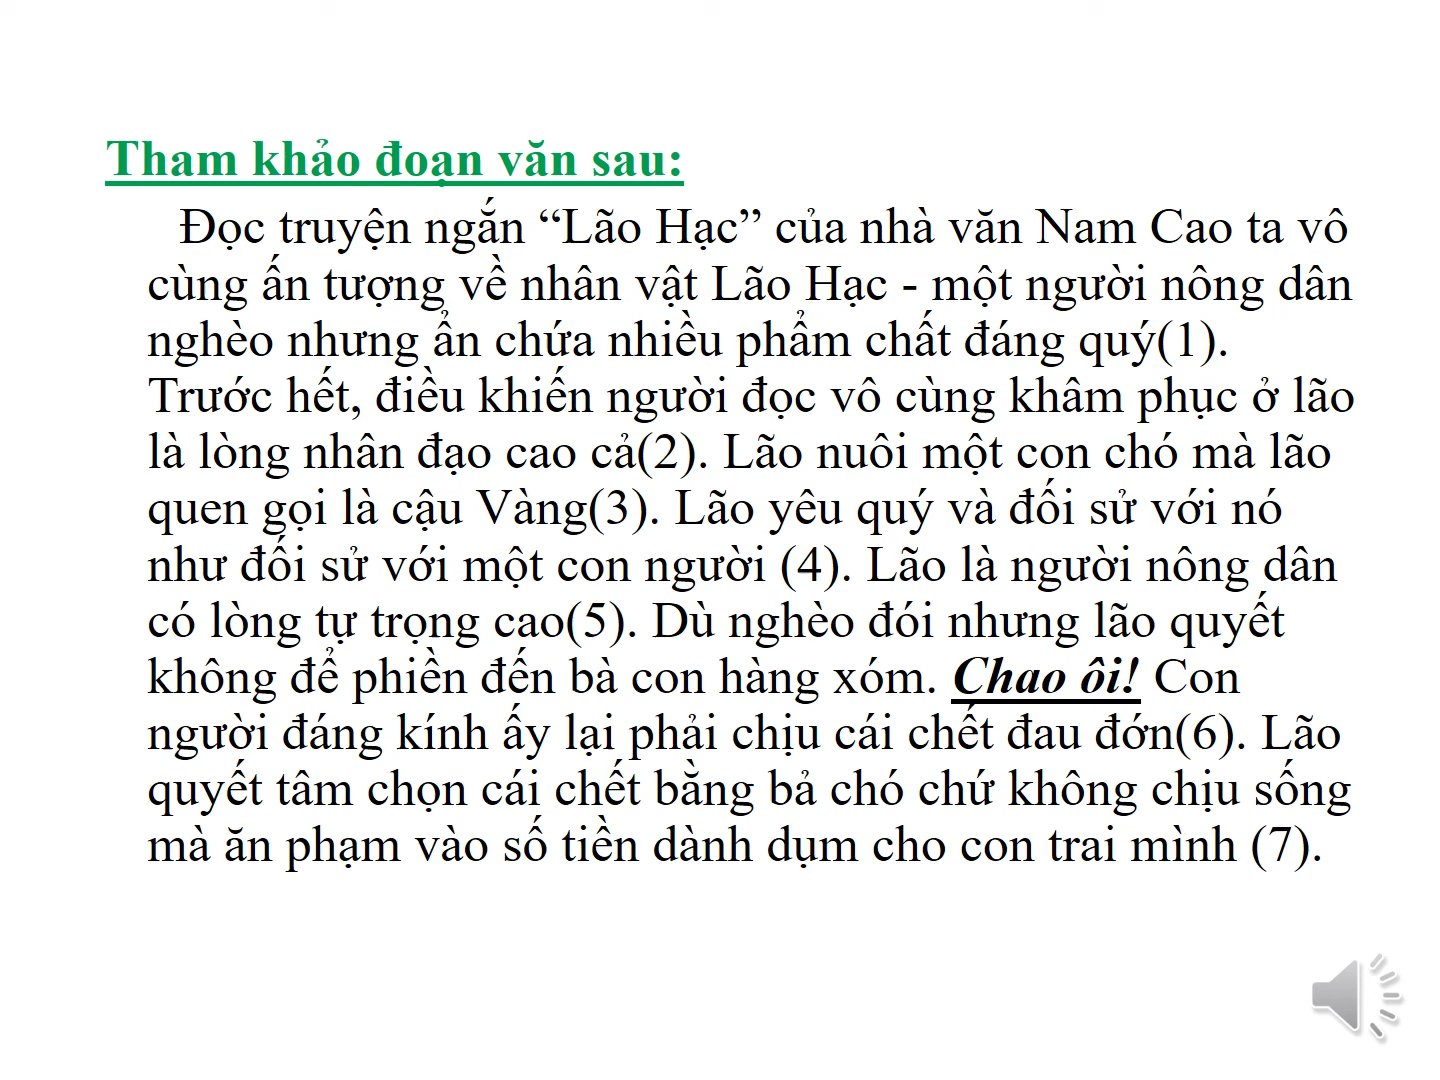 Tham khảo đoạn văn sau:
Đọc truyện ngắn “Lão Hạc” của nhà văn Nam Cao ta vô
cùng ấn tượng về nhân vật Lão Hạc - một người nông dân
nghèo nhưng ẩn chứa nhiều phẩm chất đáng quý(1).
Trước hết, điều khiến người đọc vô cùng khâm phục ở lão
là lòng nhân đạo cao cả(2). Lão nuôi một con chó mà lão
quen gọi là cậu Vàng(3). Lão yêu quý và đối sử với nó
như đối sử với một con người (4). Lão là người nông dân
có lòng tự trọng cao(5). Dù nghèo đói nhưng lão quyết
không để phiền đến bà con hàng xóm. Chao ôi! Con
người đáng kính ấy lại phải chịu cái chết đau đớn(6). Lão
quyết tâm chọn cái chết bằng bả chó chứ không chịu sống
mà ăn phạm vào số tiền dành dụm cho con trai mình (7).